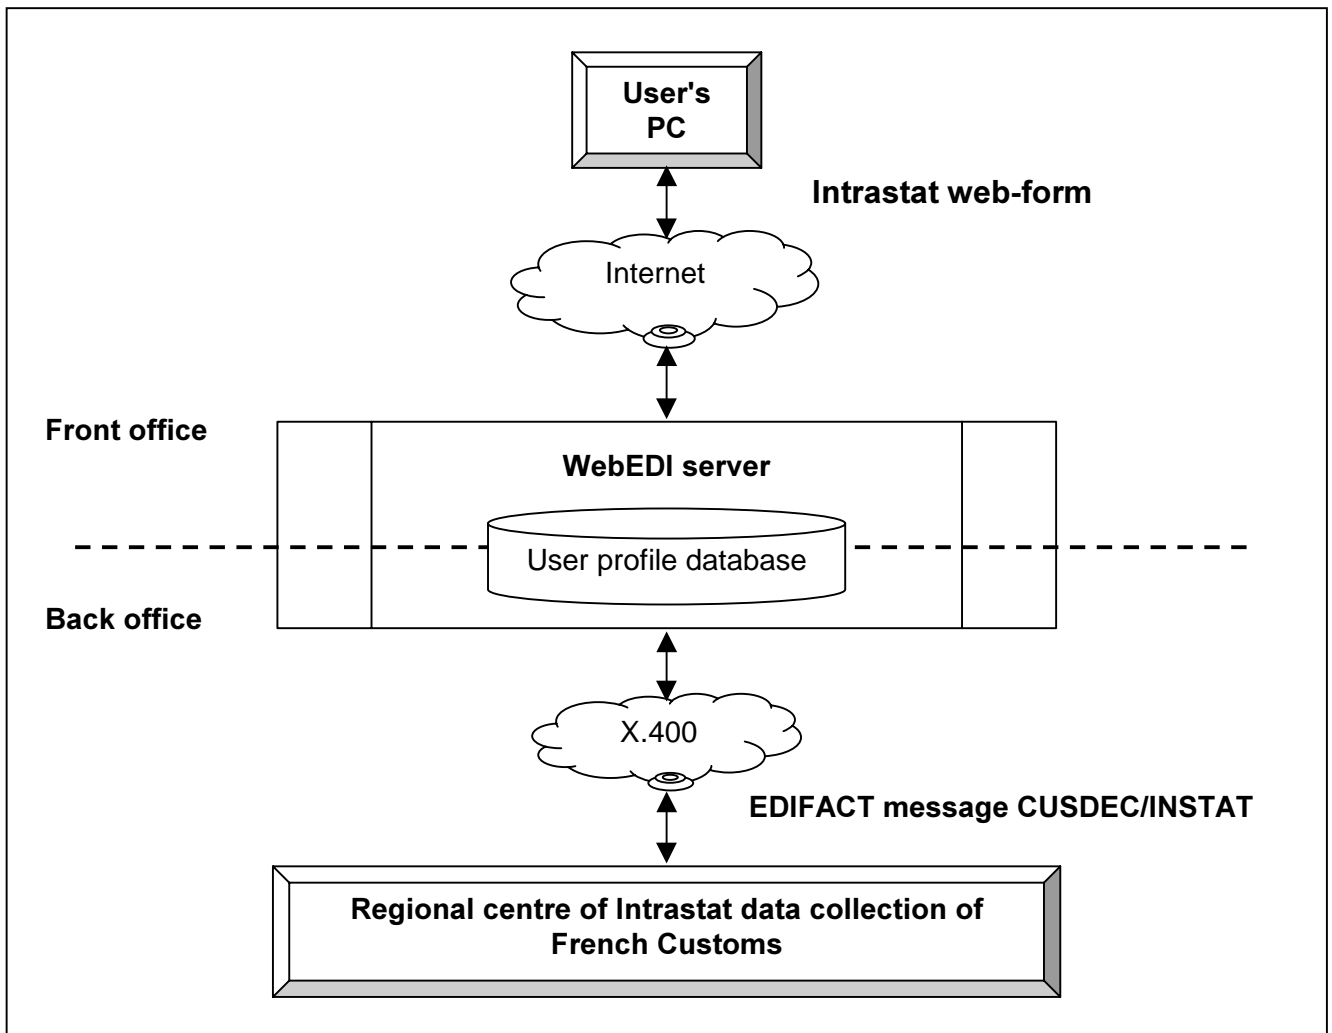 User's
PC
Intrastat web-form
Internet
Front office
WebEDI server
User profile database
Back office
X.400
EDIFACT message CUSDEC/INSTAT
Regional centre of Intrastat data collection of
French Customs